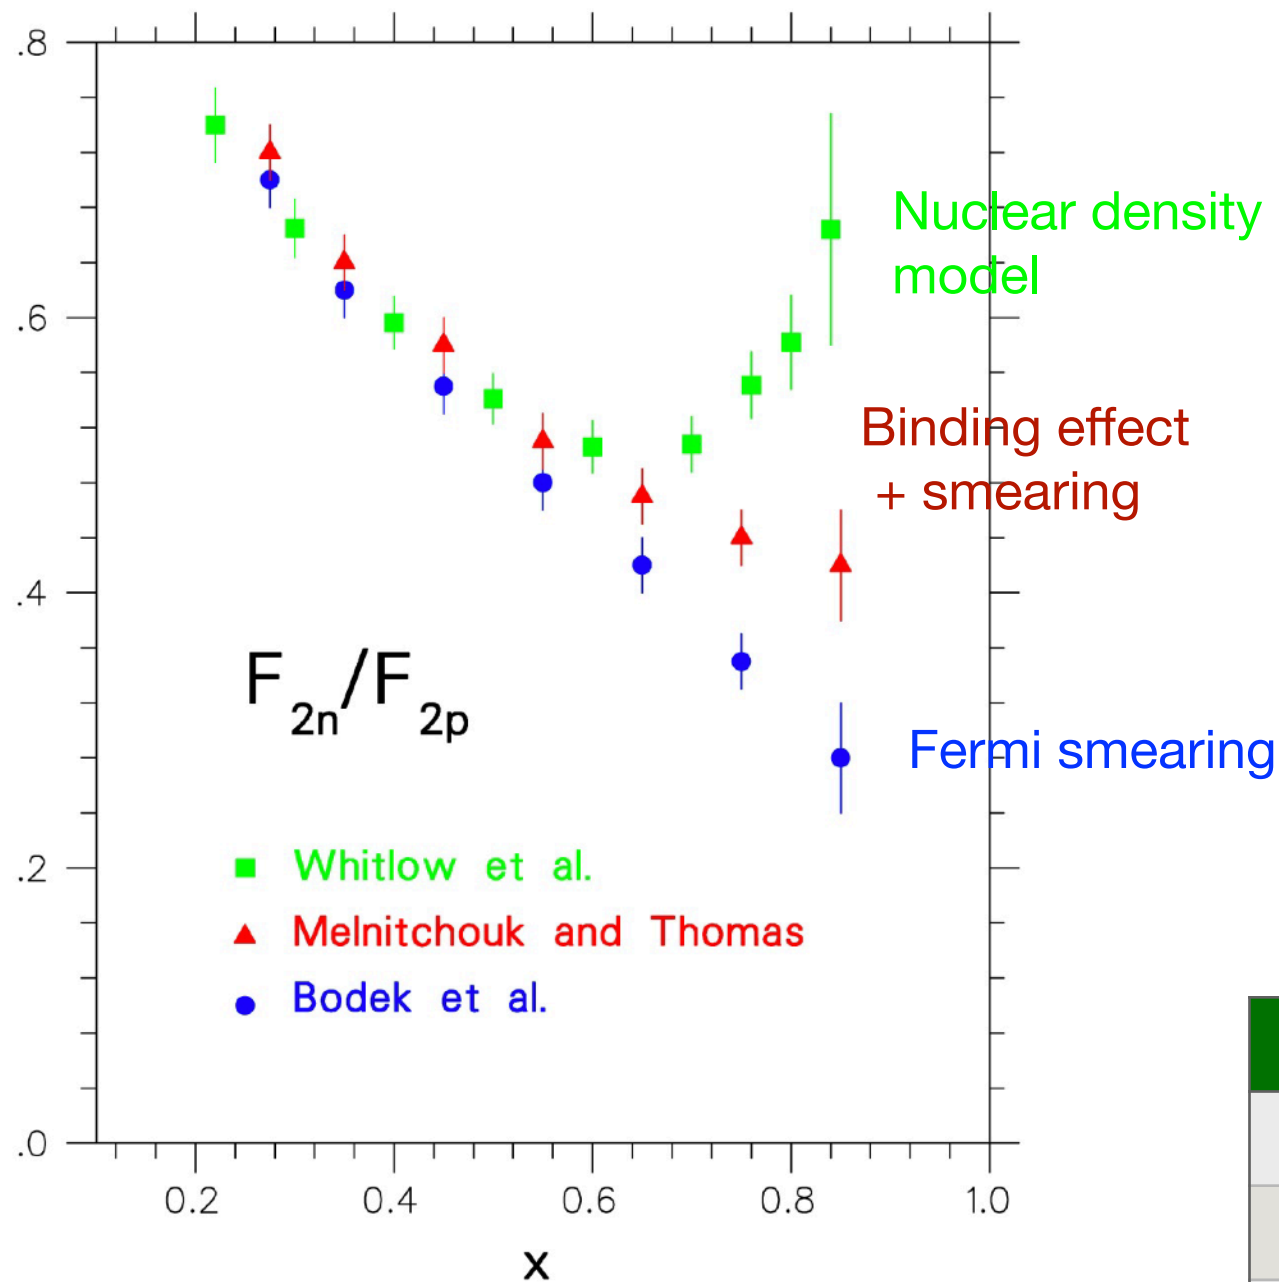 .8
.6
.4
.2
.0
0.2 0.4 0.6 0.8 1.0
x
F2n/F2p
Nuclear density
model
Binding effect
+ smearing
Fermi smearing
Whitlow et al.
Melnitchouk and Thomas
Bodek et al.